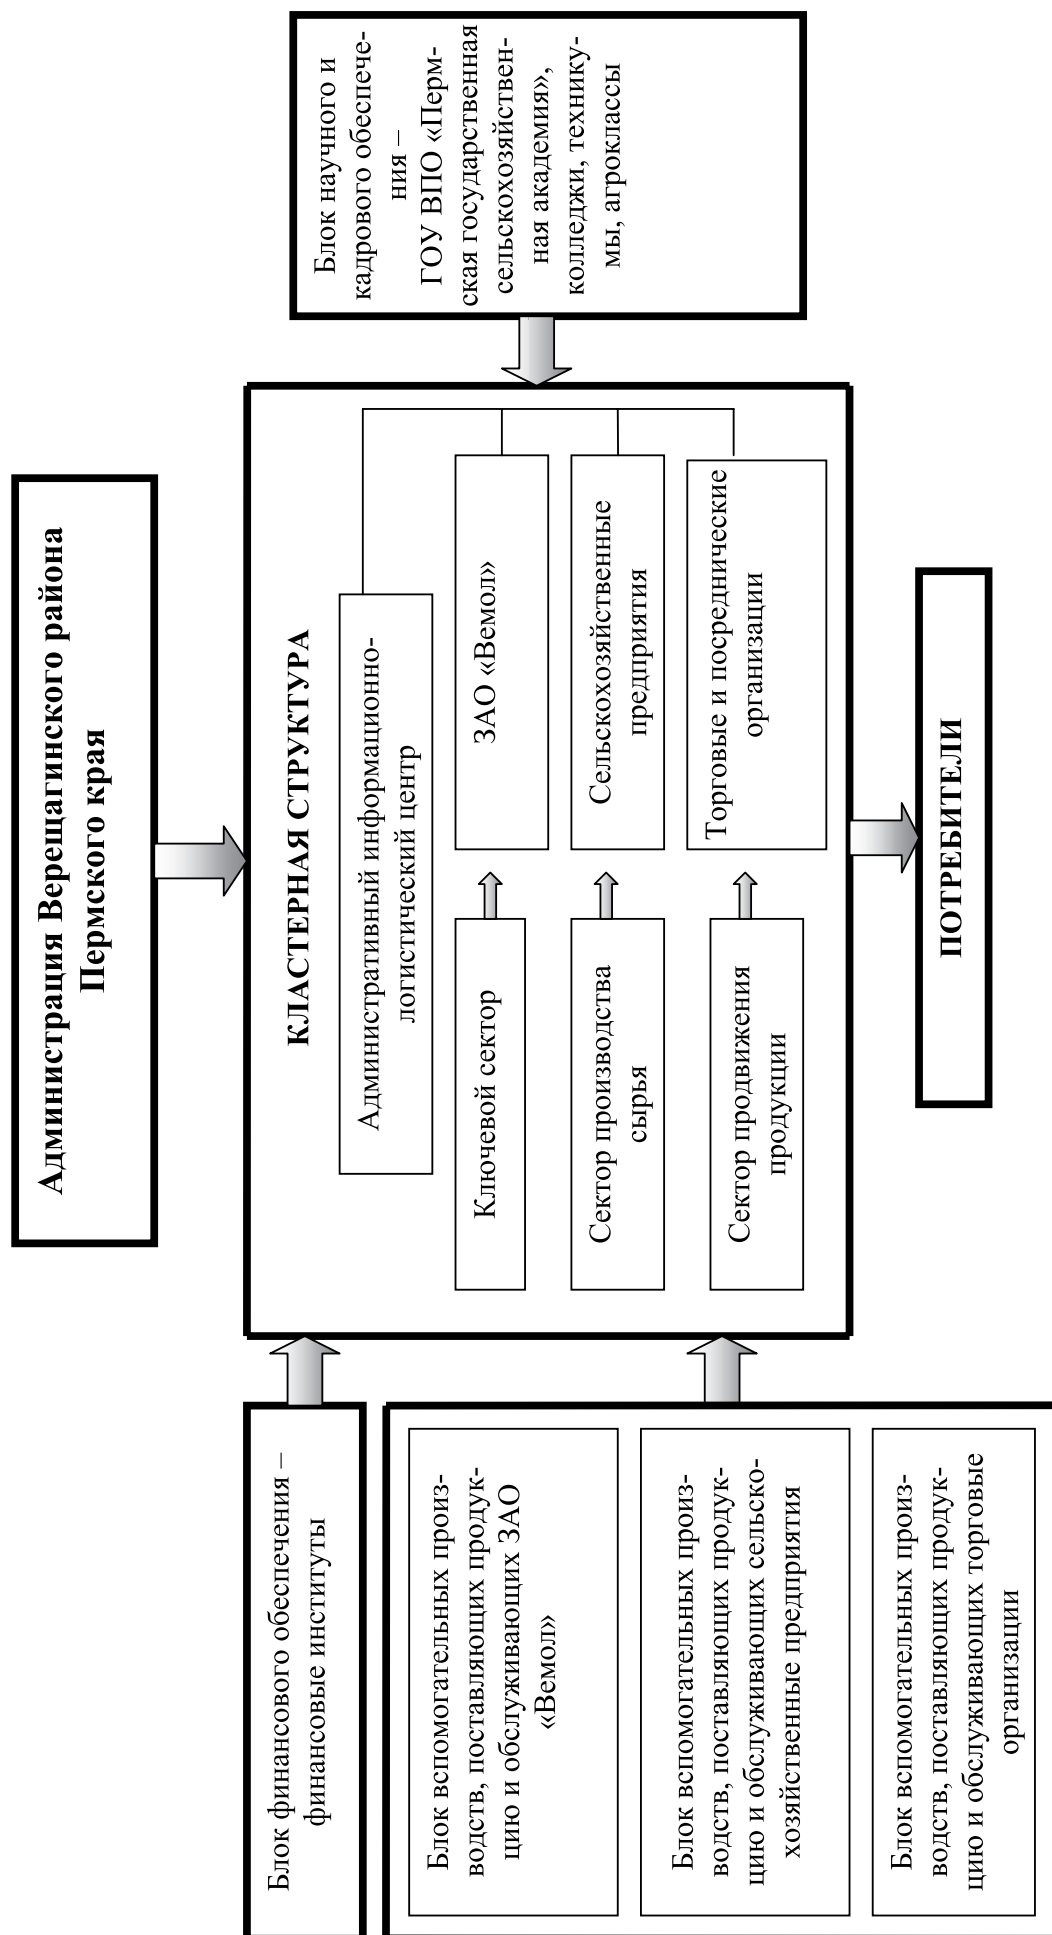 Администрация Верещагинского района
Пермского края
Блок финансового обеспечения –
финансовые институты
Блок вспомогательных произ-
водств, поставляющих продук-
цию и обслуживающих ЗАО
«Вемол»
Блок вспомогательных произ-
водств, поставляющих продук-
цию и обслуживающих сельско-
хозяйственные предприятия
Блок вспомогательных произ-
водств, поставляющих продук-
цию и обслуживающих торговые
организации
КЛАСТЕРНАЯ СТРУКТУРА
Административный информационно-
логистический центр
Ключевой сектор
ЗАО «Вемол»
Сектор производства
сырья
Сельскохозяйственные
предприятия
Сектор продвижения
продукции
Торговые и посреднические
организации
Блок научного и
кадрового обеспече-
ния –
ГОУ ВПО «Перм-
ская государственная
сельскохозяйствен-
ная академия»,
колледжи, технику-
мы, агроклассы
ПОТРЕБИТЕЛИ